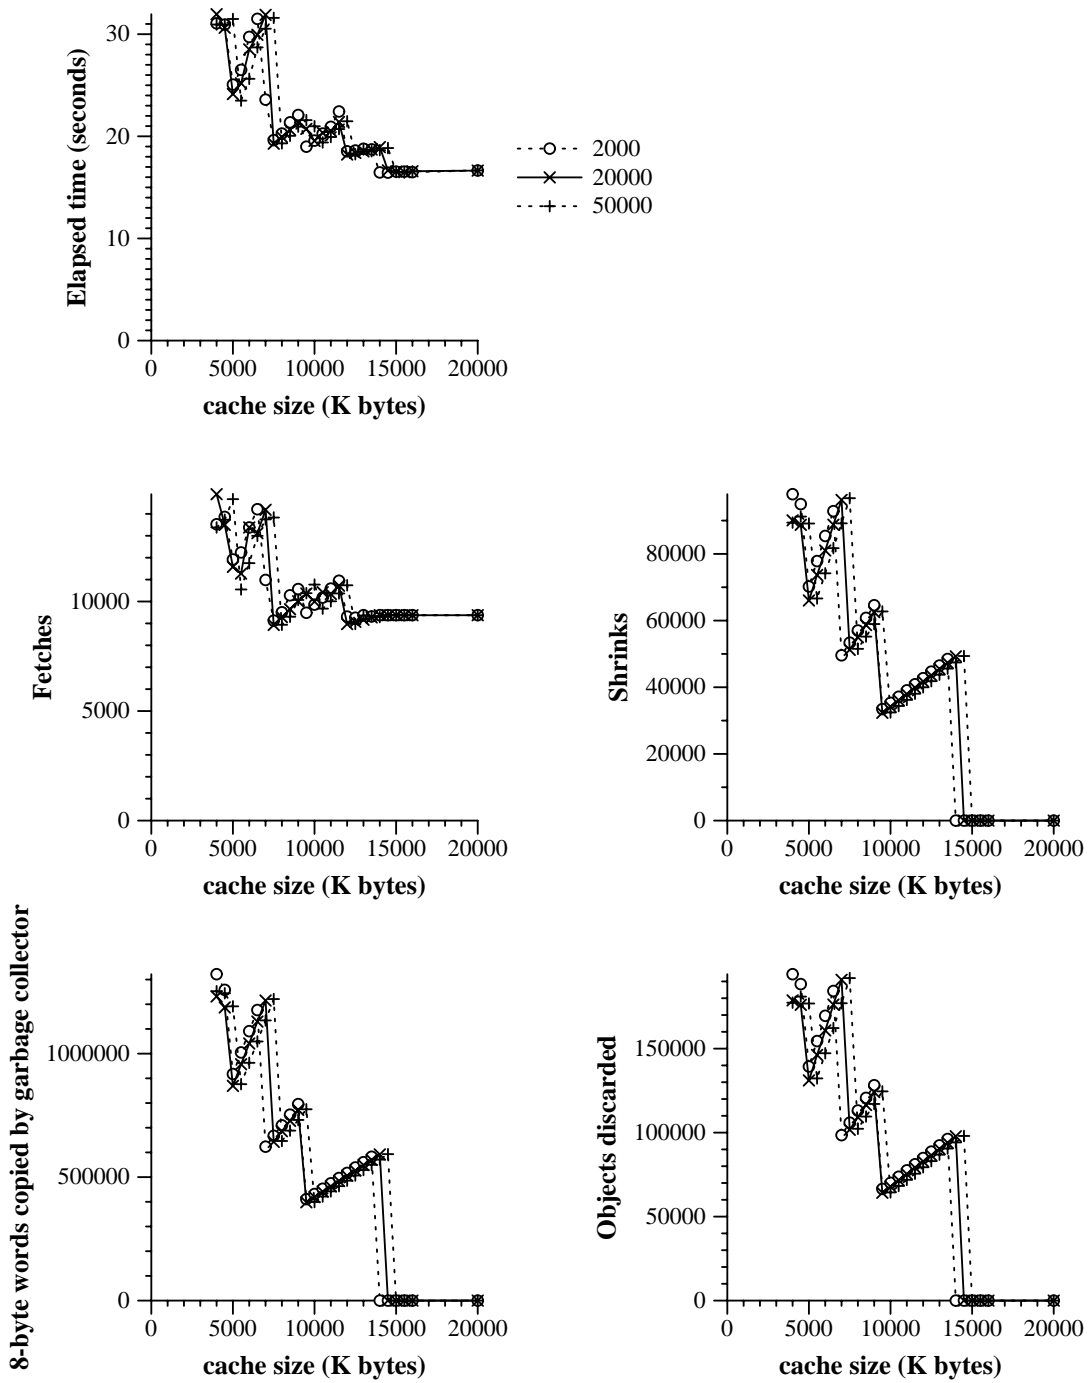 30
20
10
0
Elapsed time (seconds)
0 5000 10000 15000 20000
cache size (K bytes)
2000
20000
50000
10000
5000
0
Fetches
0 5000 10000 15000 20000
cache size (K bytes)
80000
60000
40000
20000
0
Shrinks
0 5000 10000 15000 20000
cache size (K bytes)
1000000
500000
0
8-byte words copied by garbage collector
0 5000 10000 15000 20000
cache size (K bytes)
150000
100000
50000
0
Objects discarded
0 5000 10000 15000 20000
cache size (K bytes)